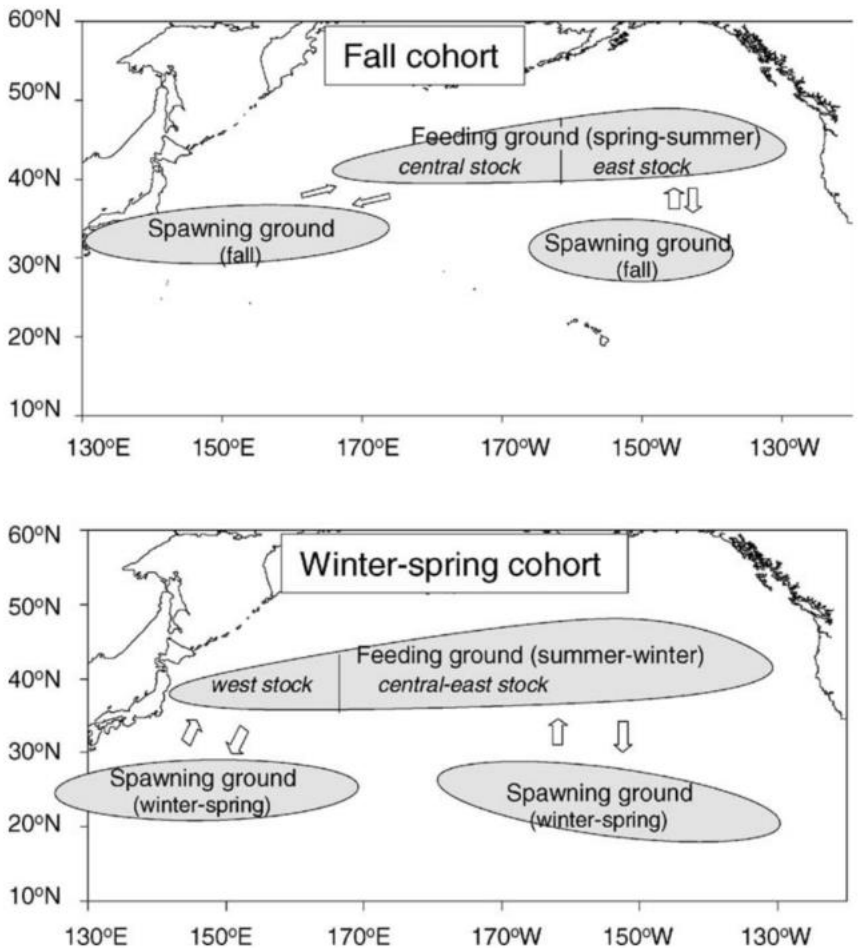 60°N
Fall cohort
50°N
Feeding ground (spring-summer)
central stock
east stock
40°N
Spawning ground
(fall)
Spawning ground
(fall)
30°N
20°N
10°N
130°E
150°E
170°E
170°W
150°W
130°W
60°N
Winter-spring cohort
50°N
Feeding ground (summer-winter)
west stock
central-east stock
40°N
30°N
Spawning ground
(winter-spring)
Spawning ground
(winter-spring)
20°N
10°N
130°E
150°E
170°E
170°W
150°W
130°W